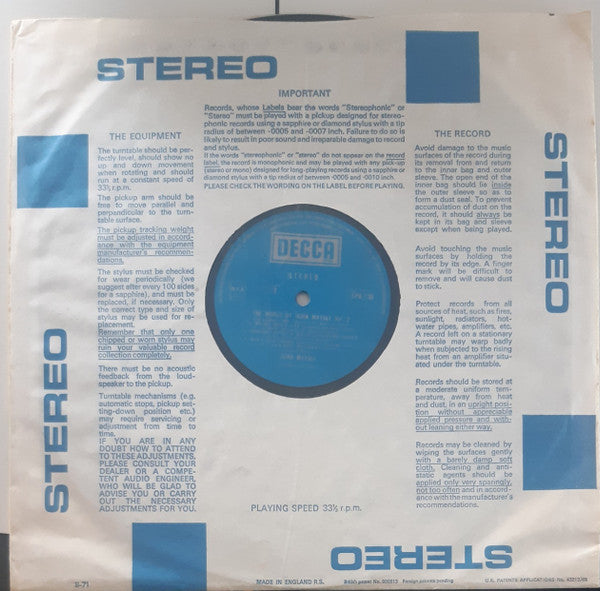 STEREO
IMPORTANT
Records, whose Labels bear the words "Stereophonic" or
"Stereo" must be played with a pickup designed for stereo-
phonic records using a sapphire or diamond stylus with a tip
radius of between ·0005 and ·0007 inch. Failure to do so is
likely to result in poor sound and irreparable damage to record
and stylus.
If the words "stereophonic" or "stereo" do not appear on the record
label, the record is monophonic and may be played with any pick-up
(stereo or mono) designed for long-playing records using a sapphire or
diamond stylus with a tip radius of between ·0005 and ·0010 inch.
PLEASE CHECK THE WORDING ON THE LABEL BEFORE PLAYING.
THE EQUIPMENT
The turntable should be per-
fectly level, should show no
up and down movement
when rotating and should
run at a constant speed of
33⅓ r.p.m.
The pickup arm should be
free to move parallel and
perpendicular to the turn-
table surface.
The pickup tracking weight
must be adjusted in accord-
ance with the equipment
manufacturer's recommen-
dations.
The stylus must be checked
for wear periodically (we
suggest after every 100 sides
for a sapphire), and must be
replaced, if necessary. Only
the correct type and size of
stylus may be used for re-
placement.
Remember that only one
chipped or worn stylus may
ruin your valuable record
collection completely.
There must be no acoustic
feedback from the loud-
speaker to the pickup.
Turntable mechanisms (e.g.
automatic stops, pickup set-
ting-down position etc.)
may require servicing or
adjustment from time to
time.
IF YOU ARE IN ANY
DOUBT HOW TO ATTEND
TO THESE ADJUSTMENTS,
PLEASE CONSULT YOUR
DEALER OR A COMPE-
TENT AUDIO ENGINEER,
WHO WILL BE GLAD TO
ADVISE YOU OR CARRY
OUT THE NECESSARY
ADJUSTMENTS FOR YOU.
THE RECORD
Avoid damage to the music
surfaces of the record during
its removal from and return
to the inner bag and outer
sleeve. The open end of the
inner bag should lie inside
the outer sleeve so as to
form a dust seal. To prevent
accumulation of dust on the
record, it should always be
kept in its bag and sleeve
except when being played.
Avoid touching the music
surfaces by holding the
record by its edge. A finger
mark will be difficult to
remove and will cause dust
to stick.
Protect records from all
sources of heat, such as fires,
sunlight, radiators, hot-
water pipes, amplifiers, etc.
A record left on a stationary
turntable may warp badly
when subjected to the rising
heat from an amplifier situ-
ated under the turntable.
Records should be stored at
a moderate uniform tem-
perature, away from heat
and dust, in an upright posi-
tion without appreciable
applied pressure and with-
out leaning either way.
Records may be cleaned by
wiping the surfaces gently
with a barely damp soft
cloth. Cleaning and anti-
static agents should be
applied only very sparingly,
not too often and in accord-
ance with the manufacturer's
recommendations.
STEREO
STEREO
DECCA
STEREO
THE WORLD OF
VOL. 2
PLAYING SPEED 33⅓ r.p.m.
STEREO
II-71
MADE IN ENGLAND R.S.
British patent No.
Foreign patents pending
U.K. PATENTS APPLICATIONS No.